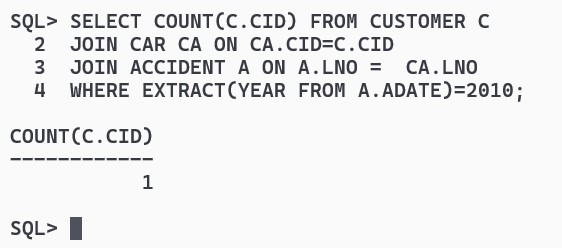 SQL> SELECT COUNT(C.CID) FROM CUSTOMER C
  2  JOIN CAR CA ON CA.CID=C.CID
  3  JOIN ACCIDENT A ON A.LNO =  CA.LNO
  4  WHERE EXTRACT(YEAR FROM A.ADATE)=2010;

COUNT(C.CID)
------------
           1

SQL>